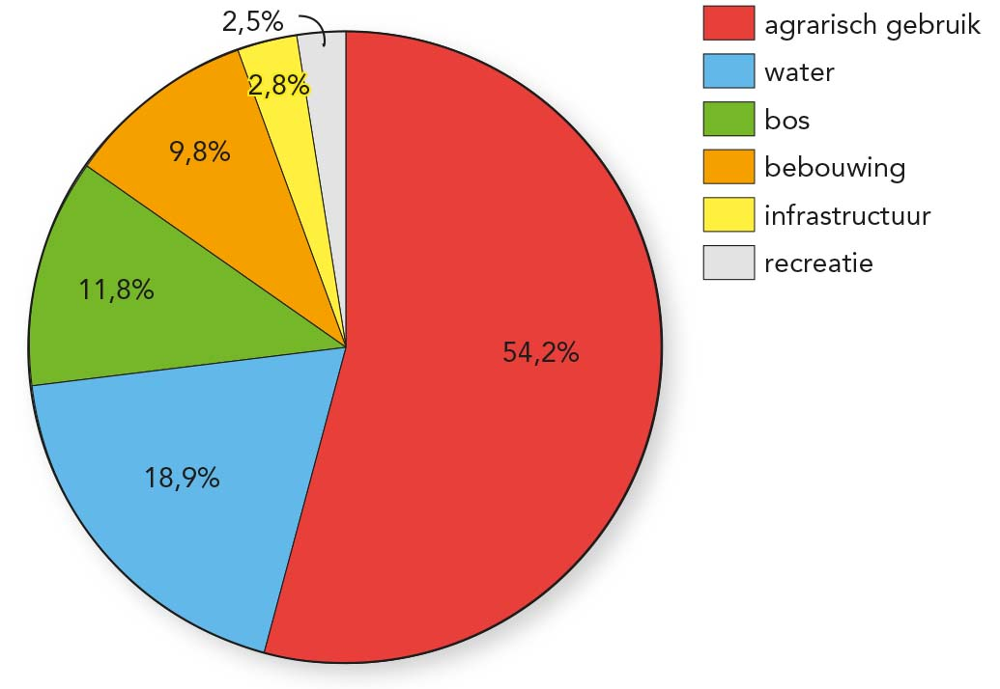 2,5%
2,8%
9,8%
11,8%
54,2%
18,9%
agrarisch gebruik
water
bos
bebouwing
infrastructuur
recreatie